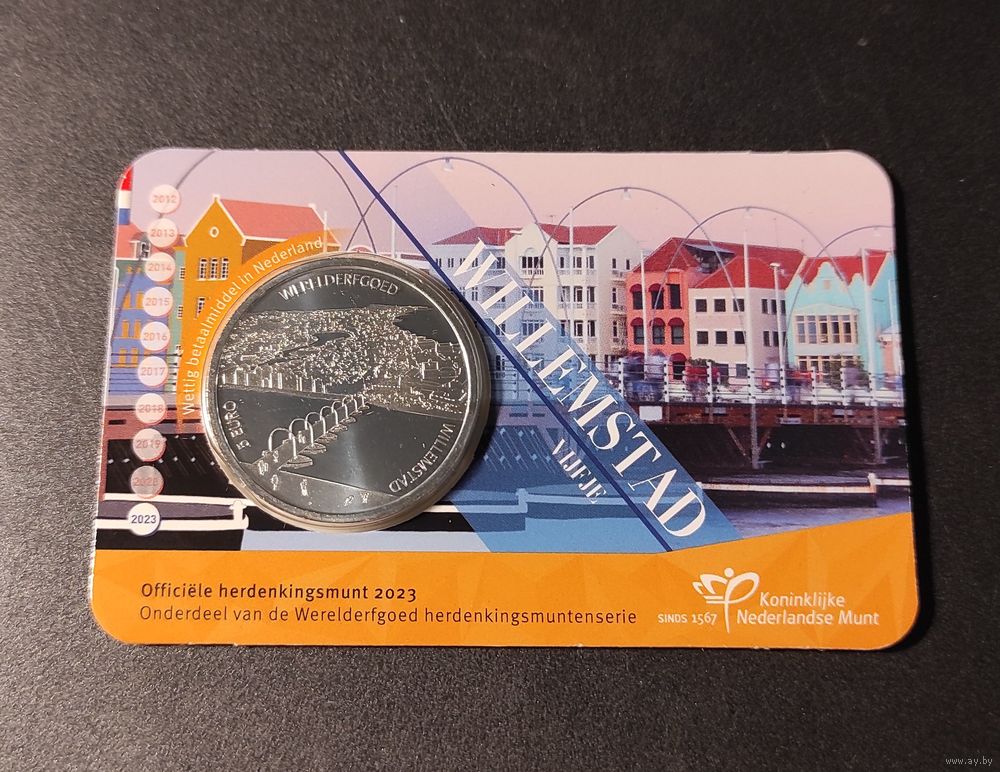 2012
2013
2014
2015
2016
2017
2018
2019
2020
2023
Wettig betaalmiddel in Nederland
WERELDERFGOED
5 EURO
WILLEMSTAD
WILLEMSTAD
VIJFJE
Officiële herdenkingsmunt 2023
Onderdeel van de Werelderfgoed herdenkingsmuntenserie
SINDS 1567
Koninklijke
Nederlandse Munt
www.ay.by